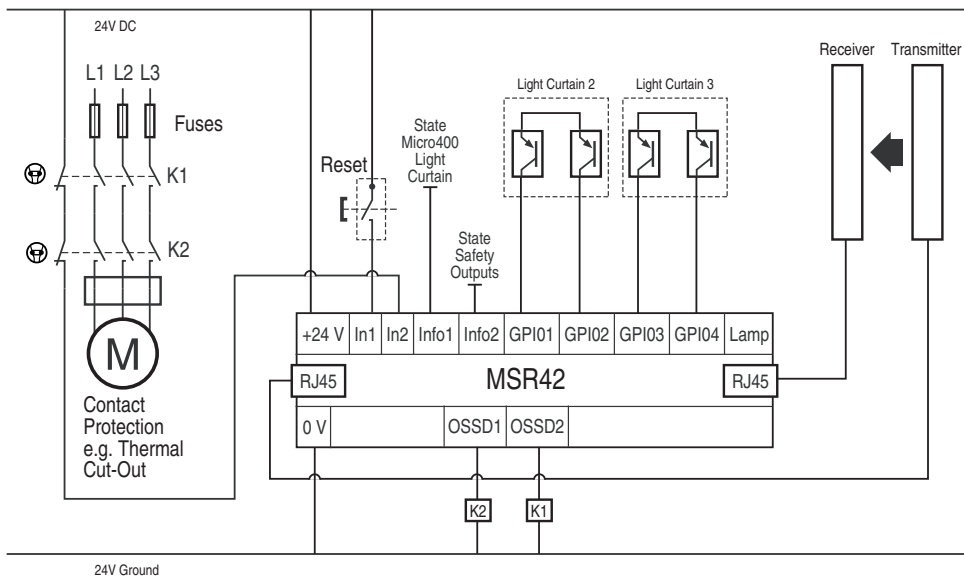 24V DC
L1 L2 L3
Fuses
K1
K2
M
Contact
Protection
e.g. Thermal
Cut-Out
Reset
State
Micro400
Light
Curtain
State
Safety
Outputs
Light Curtain 2
Light Curtain 3
Receiver
Transmitter
+24 V In1 In2 Info1 Info2 GPI01 GPI02 GPI03 GPI04 Lamp
RJ45 MSR42 RJ45
0 V OSSD1 OSSD2
K2 K1
24V Ground